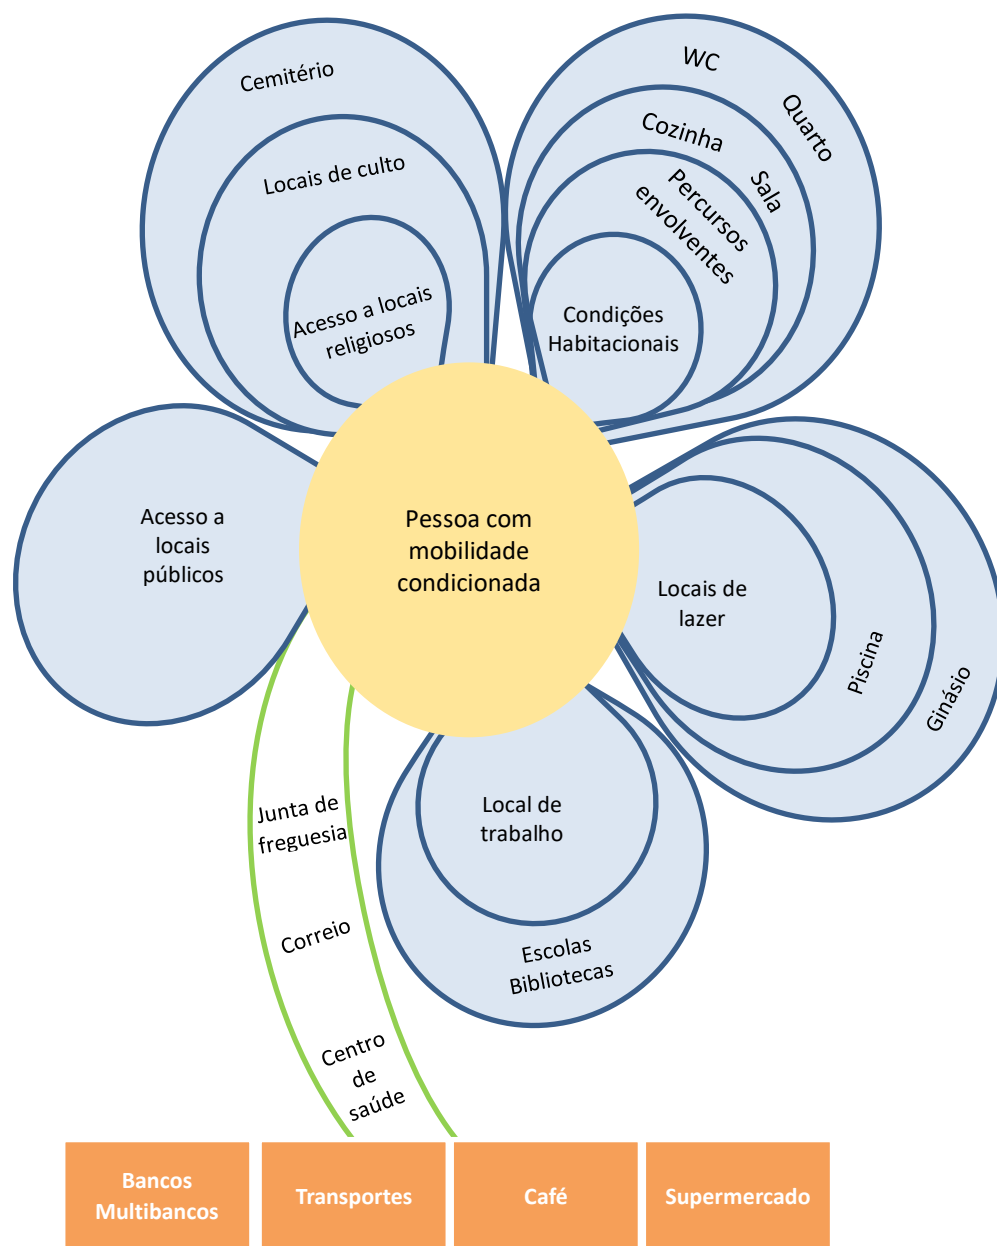 Cemitério
Locais de culto
Acesso a locais
religiosos
WC
Quarto
Cozinha
Sala
Percursos
envolventes
Condições
Habitacionais
Acesso a
locais
públicos
Pessoa com
mobilidade
condicionada
Locais de
lazer
Piscina
Ginásio
Local de
trabalho
Escolas
Bibliotecas
Junta de
freguesia
Correio
Centro
de
saúde
Bancos
Multibancos
Transportes
Café
Supermercado